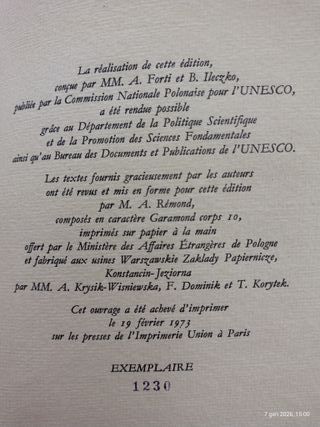 La réalisation de cette édition,
conçue par MM. A. Forti et B. Ileczko,
publiée par la Commission Nationale Polonaise pour l'UNESCO,
a été rendue possible
grâce au Département de la Politique Scientifique
et de la Promotion des Sciences Fondamentales
ainsi qu'au Bureau des Documents et Publications de l'UNESCO.
Les textes fournis gracieusement par les auteurs
ont été revus et mis en forme pour cette édition
par M. A. Rémond,
composés en caractère Garamond corps 10,
imprimés sur papier à la main
offert par le Ministère des Affaires Étrangères de Pologne
et fabriqué aux usines Warszawskie Zaklady Papiernicze,
Konstancin-Jeziorna
par MM. A. Krysik-Wisniewska, F. Dominik et T. Korytek.
Cet ouvrage a été achevé d'imprimer
le 19 février 1973
sur les presses de l'Imprimerie Union à Paris
EXEMPLAIRE
1230
7 gen 2026, 15:00